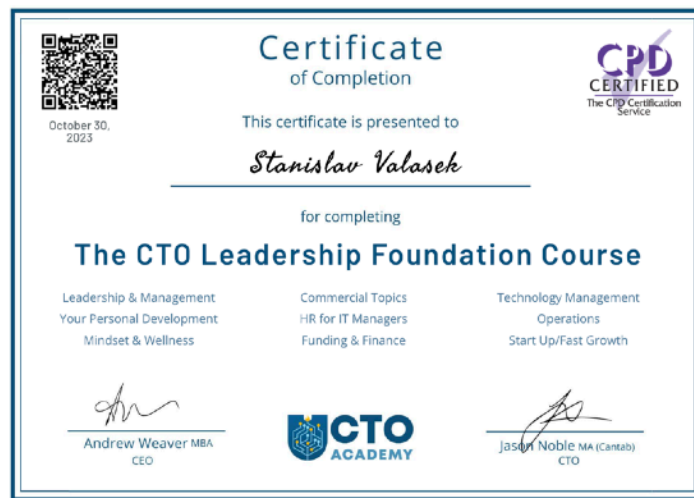 Certificate
of Completion
CPD
CERTIFIED
The CPD Certification
Service
October 30,
2023
This certificate is presented to
Stanislav Valasek
for completing
The CTO Leadership Foundation Course
Leadership & Management
Your Personal Development
Mindset & Wellness
Commercial Topics
HR for IT Managers
Funding & Finance
Technology Management
Operations
Start Up/Fast Growth
Andrew Weaver MBA
CEO
CTO
ACADEMY
Jason Noble MA (Cantab)
CTO